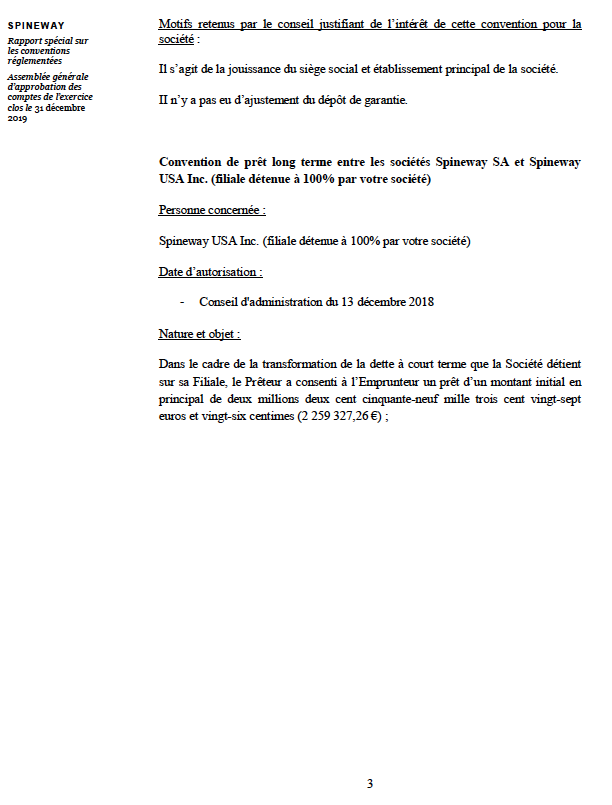 SPINEWAY
Rapport spécial sur
les conventions
réglementées
Assemblée générale
d'approbation des
comptes de l'exercice
clos le 31 décembre
2019
Motifs retenus par le conseil justifiant de l'intérêt de cette convention pour la
société :
Il s'agit de la jouissance du siège social et établissement principal de la société.
II n'y a pas eu d'ajustement du dépôt de garantie.
Convention de prêt long terme entre les sociétés Spineway SA et Spineway
USA Inc. (filiale détenue à 100% par votre société)
Personne concernée :
Spineway USA Inc. (filiale détenue à 100% par votre société)
Date d'autorisation :
- Conseil d'administration du 13 décembre 2018
Nature et objet :
Dans le cadre de la transformation de la dette à court terme que la Société détient
sur sa Filiale, le Prêteur a consenti à l'Emprunteur un prêt d'un montant initial en
principal de deux millions deux cent cinquante-neuf mille trois cent vingt-sept
euros et vingt-six centimes (2 259 327,26 €) ;
3